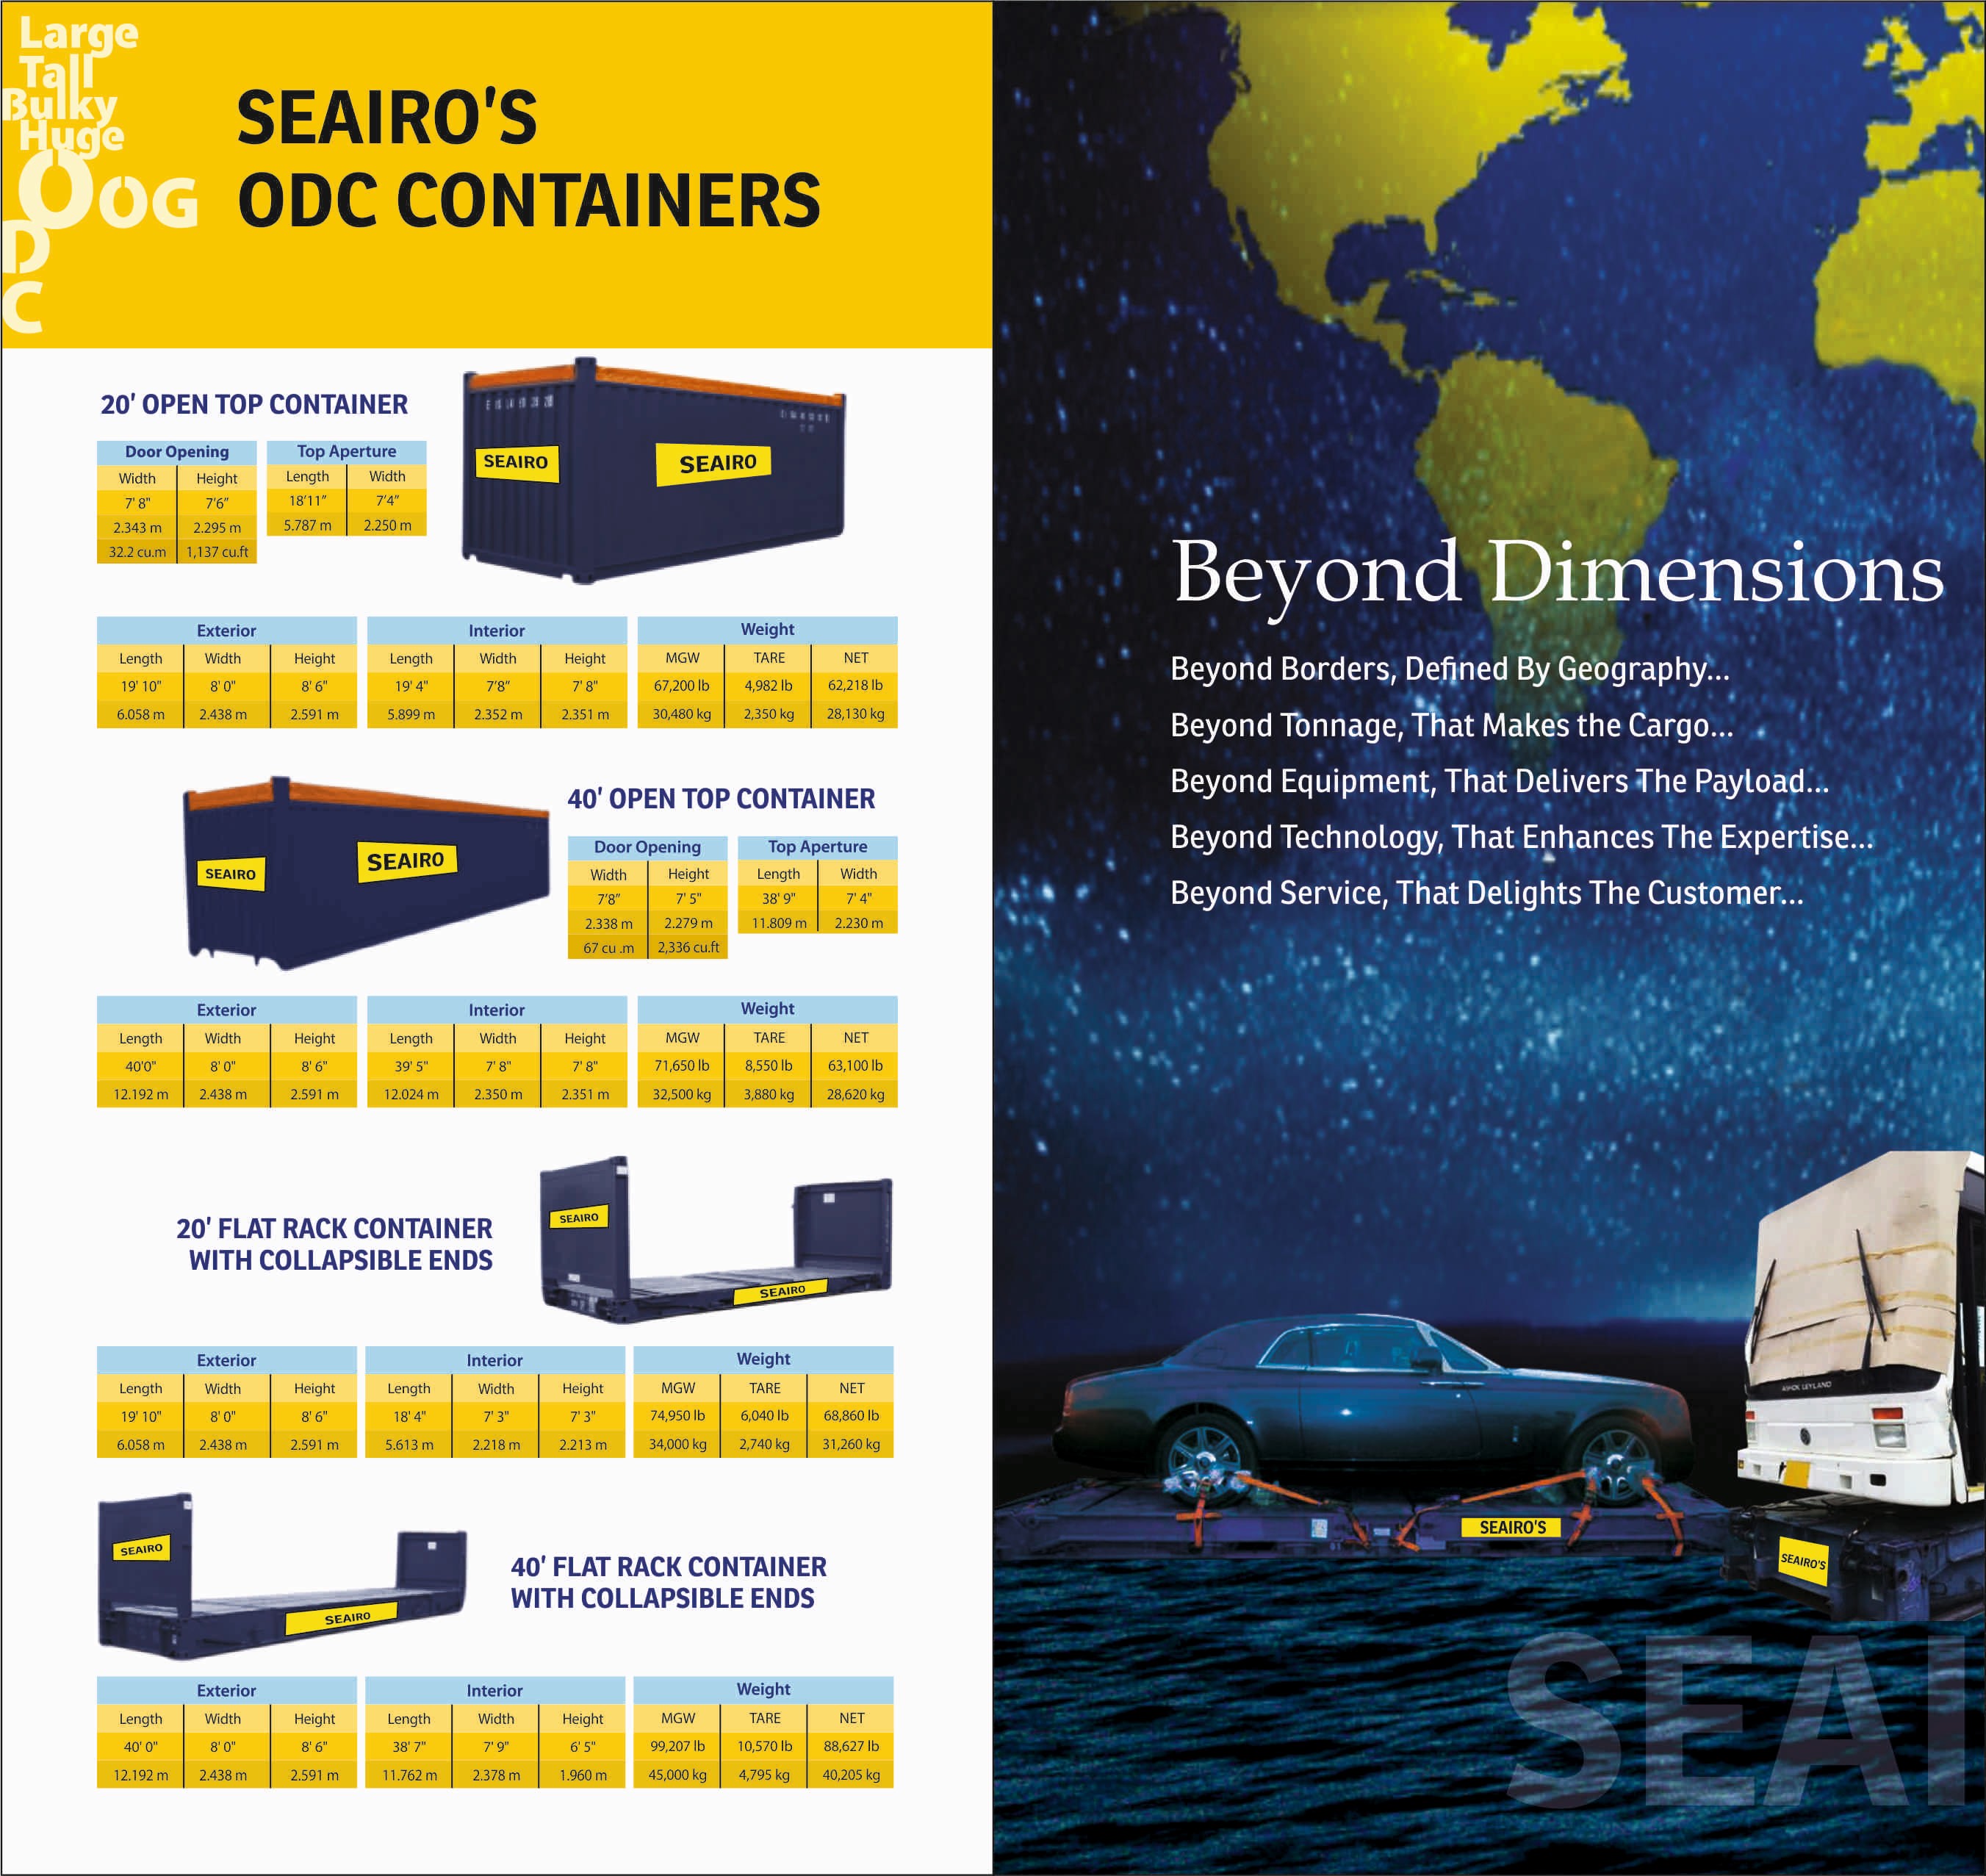 Large
Tall
Bulky
Huge
O OG
D
C
SEAIRO'S
ODC CONTAINERS
20' OPEN TOP CONTAINER
Door Opening
Width Height
7' 8" 7'6"
2.343 m 2.295 m
32.2 cu.m 1,137 cu.ft
Top Aperture
Length Width
18'11" 7'4"
5.787 m 2.250 m
SEAIRO
SEAIRO
Exterior Interior Weight
Length Width Height Length Width Height MGW TARE NET
19' 10" 8' 0" 8' 6" 19' 4" 7'8" 7' 8" 67,200 lb 4,982 lb 62,218 lb
6.058 m 2.438 m 2.591 m 5.899 m 2.352 m 2.351 m 30,480 kg 2,350 kg 28,130 kg
SEAIRO
SEAIRO
40' OPEN TOP CONTAINER
Door Opening
Width Height
7'8" 7' 5"
2.338 m 2.279 m
67 cu .m 2,336 cu.ft
Top Aperture
Length Width
38' 9" 7' 4"
11.809 m 2.230 m
Exterior Interior Weight
Length Width Height Length Width Height MGW TARE NET
40'0" 8' 0" 8' 6" 39' 5" 7' 8" 7' 8" 71,650 lb 8,550 lb 63,100 lb
12.192 m 2.438 m 2.591 m 12.024 m 2.350 m 2.351 m 32,500 kg 3,880 kg 28,620 kg
20' FLAT RACK CONTAINER
WITH COLLAPSIBLE ENDS
SEAIRO
SEAIRO
Exterior Interior Weight
Length Width Height Length Width Height MGW TARE NET
19' 10" 8' 0" 8' 6" 18' 4" 7' 3" 7' 3" 74,950 lb 6,040 lb 68,860 lb
6.058 m 2.438 m 2.591 m 5.613 m 2.218 m 2.213 m 34,000 kg 2,740 kg 31,260 kg
SEAIRO
SEAIRO
40' FLAT RACK CONTAINER
WITH COLLAPSIBLE ENDS
Exterior Interior Weight
Length Width Height Length Width Height MGW TARE NET
40' 0" 8' 0" 8' 6" 38' 7" 7' 9" 6' 5" 99,207 lb 10,570 lb 88,627 lb
12.192 m 2.438 m 2.591 m 11.762 m 2.378 m 1.960 m 45,000 kg 4,795 kg 40,205 kg
Beyond Dimensions
Beyond Borders, Defined By Geography...
Beyond Tonnage, That Makes the Cargo...
Beyond Equipment, That Delivers The Payload...
Beyond Technology, That Enhances The Expertise...
Beyond Service, That Delights The Customer...
ASHOK LEYLAND
SEAIRO'S
SEAIRO'S
SEAI